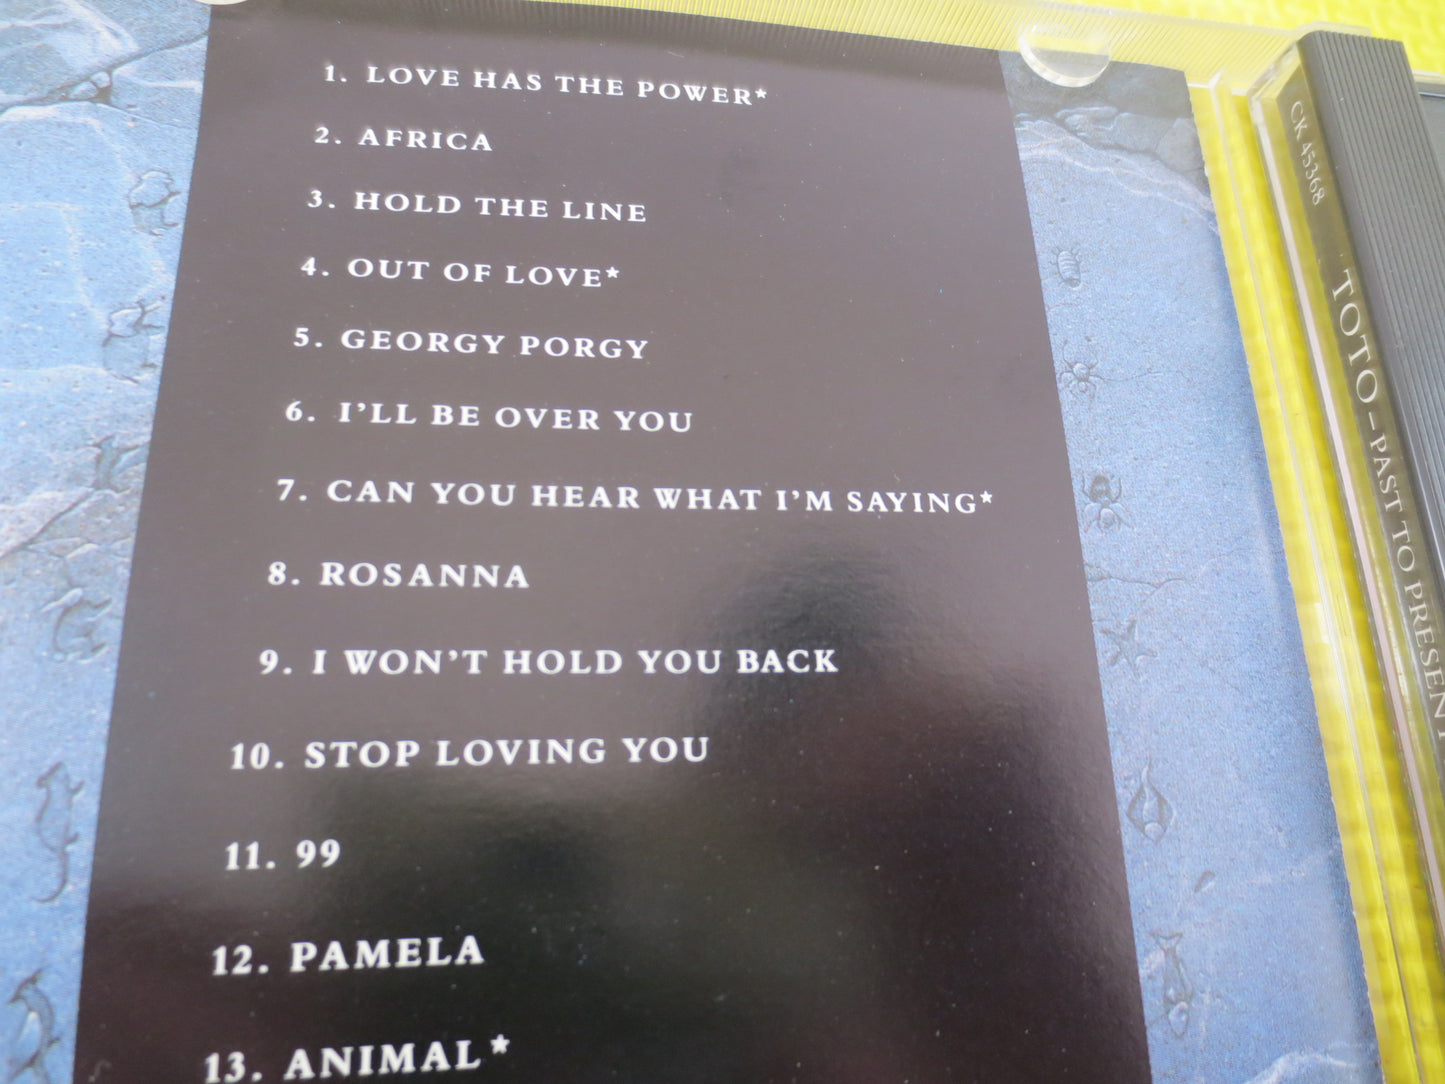 1. LOVE HAS THE POWER*
2. AFRICA
3. HOLD THE LINE
4. OUT OF LOVE*
5. GEORGY PORGY
6. I'LL BE OVER YOU
7. CAN YOU HEAR WHAT I'M SAYING*
8. ROSANNA
9. I WON'T HOLD YOU BACK
10. STOP LOVING YOU
11. 99
12. PAMELA
13. ANIMAL*
CK 45368
TOTO – PAST TO PRESENT